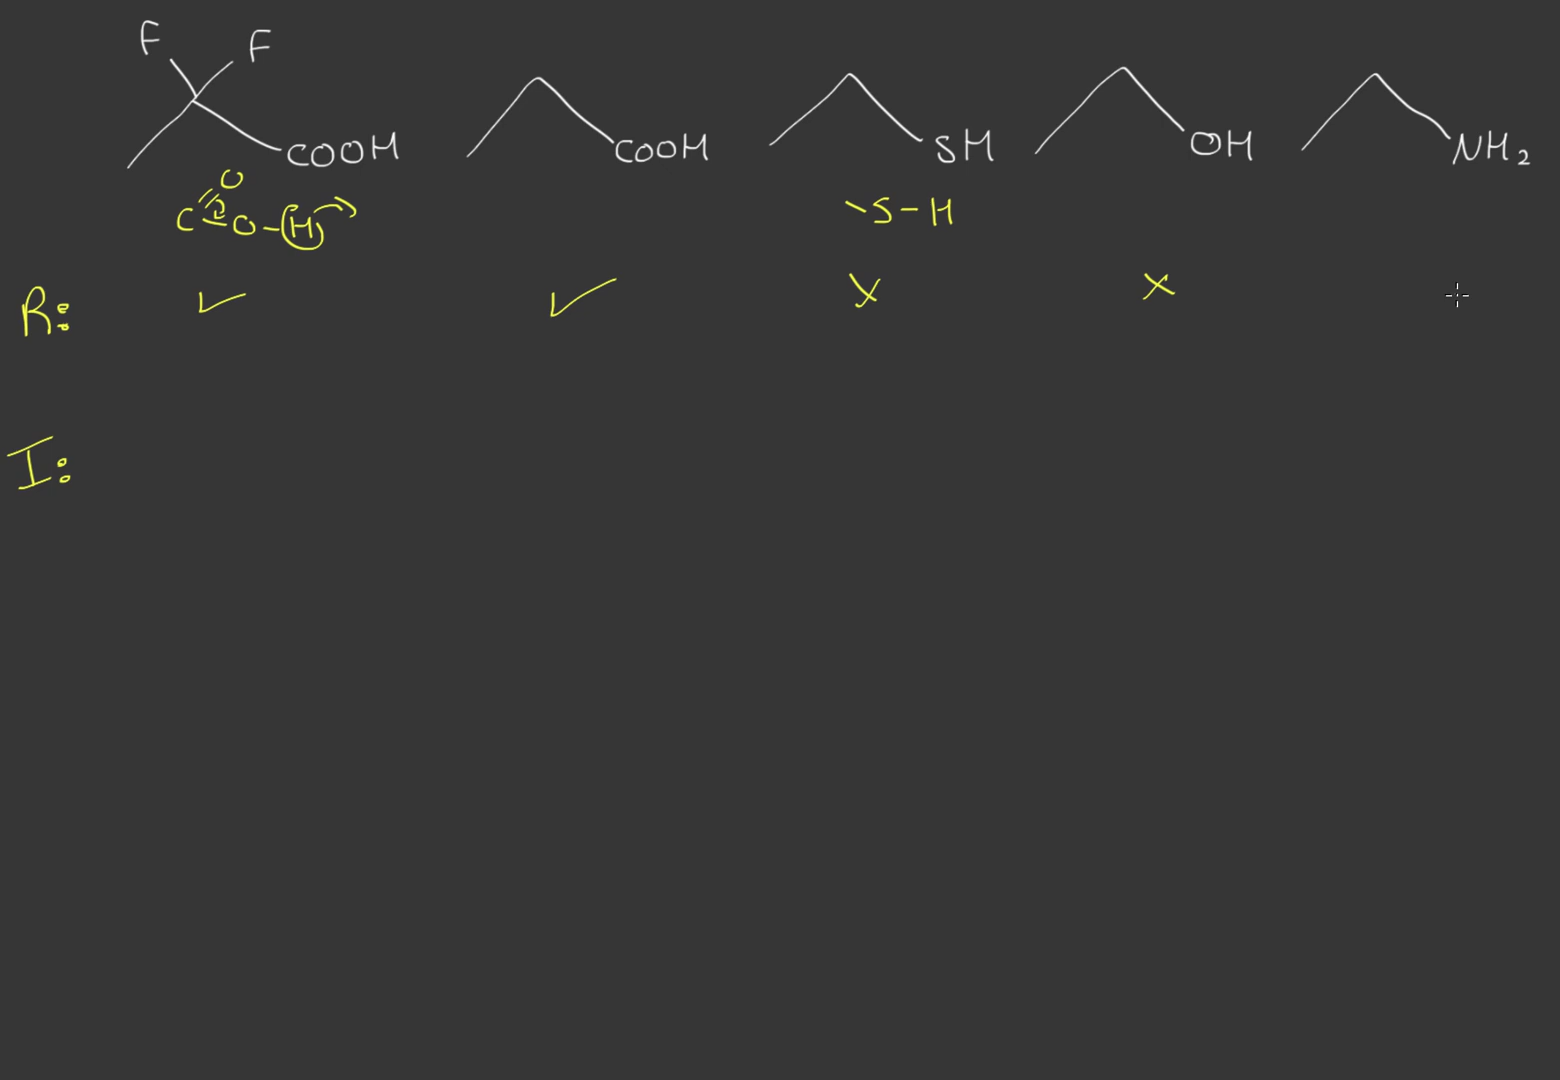 F F
COOH COOH SH OH NH₂
O
C O-H -S-H
R: ✓ ✓ X X
I: